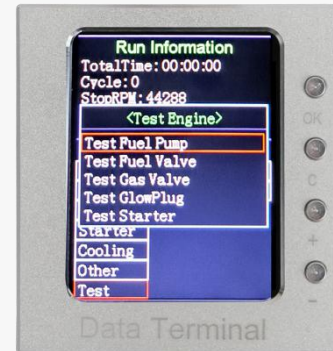 Run Information
TotalTime:00:00:00
Cycle:0
StopRPM:44288
<Test Engine>
Test Fuel Pump
Test Fuel Valve
Test Gas Valve
Test GlowPlug
Test Starter
Starter
Cooling
Other
Test
OK
C
+
-
Data Terminal